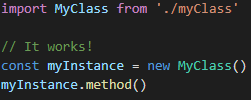 import MyClass from './myClass'
// It works!
const myInstance = new MyClass()
myInstance.method()